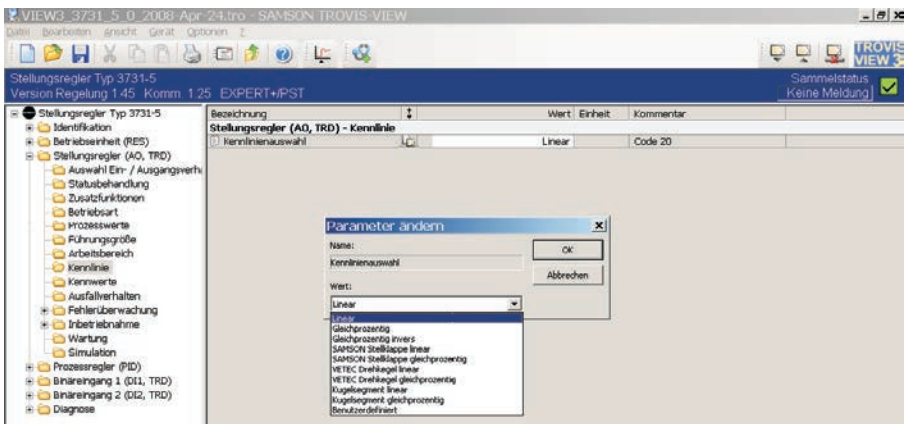 VIEW3_3731_5_0_2008-Apr-24.tro - SAMSON TROVIS-VIEW
Datei Bearbeiten Ansicht Gerät Optionen ?
TROVIS
VIEW 3
Stellungsregler Typ 3731-5
Version Regelung 1.45 Komm. 1.25 EXPERT+/PST
Sammelstatus
Keine Meldung
Stellungsregler Typ 3731-5
Identifikation
Betriebseinheit (RES)
Stellungsregler (AO, TRD)
Auswahl Ein- / Ausgangsverh
Statusbehandlung
Zusatzfunktionen
Betriebsart
Prozesswerte
Führungsgröße
Arbeitsbereich
Kennlinie
Kennwerte
Ausfallverhalten
Fehlerüberwachung
Inbetriebnahme
Wartung
Simulation
Prozessregler (PID)
Binäreingang 1 (DI1, TRD)
Binäreingang 2 (DI2, TRD)
Diagnose
Bezeichnung Wert Einheit Kommentar
Stellungsregler (AO, TRD) - Kennlinie
Kennlinienauswahl Linear Code 20
Parameter ändern
Name:
Kennlinienauswahl
OK
Abbrechen
Wert:
Linear
Linear
Gleichprozentig
Gleichprozentig invers
SAMSON Stellklappe linear
SAMSON Stellklappe gleichprozentig
VETEC Drehkegel linear
VETEC Drehkegel gleichprozentig
Kugelsegment linear
Kugelsegment gleichprozentig
Benutzerdefiniert